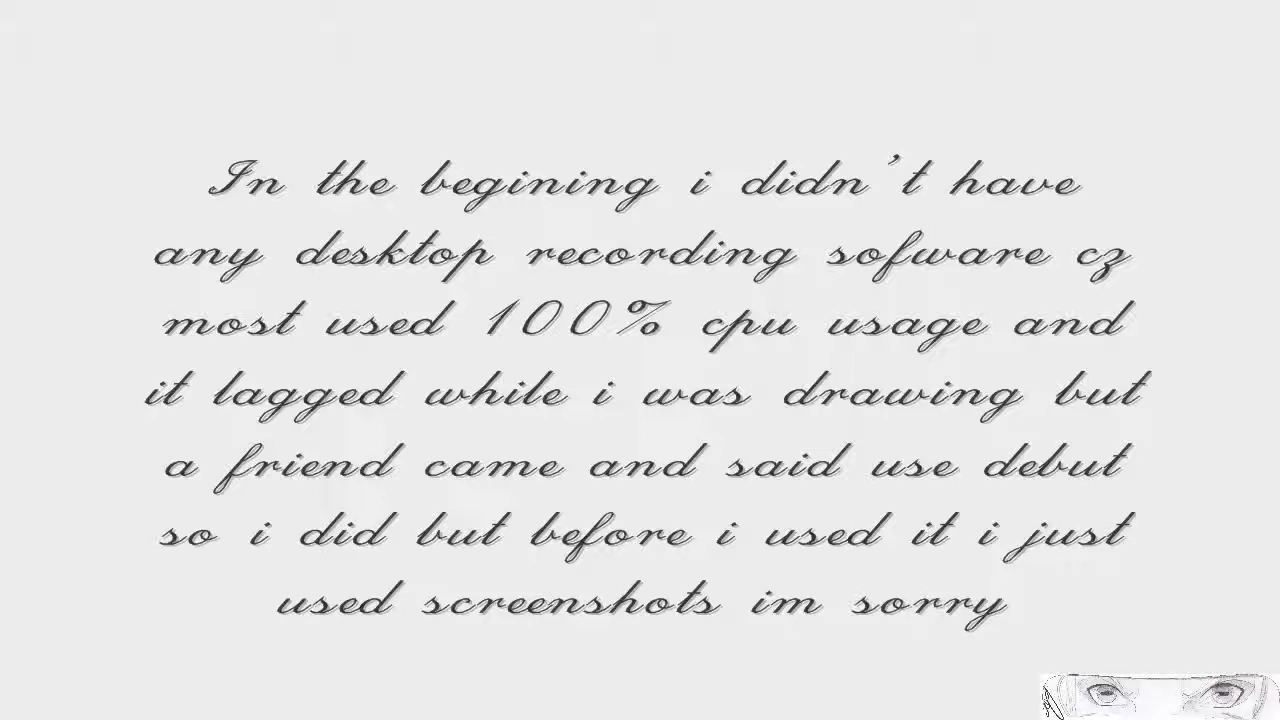 In the begining i didn't have
any desktop recording sofware cz
most used 100% cpu usage and
it lagged while i was drawing but
a friend came and said use debut
so i did but before i used it i just
used screenshots im sorry